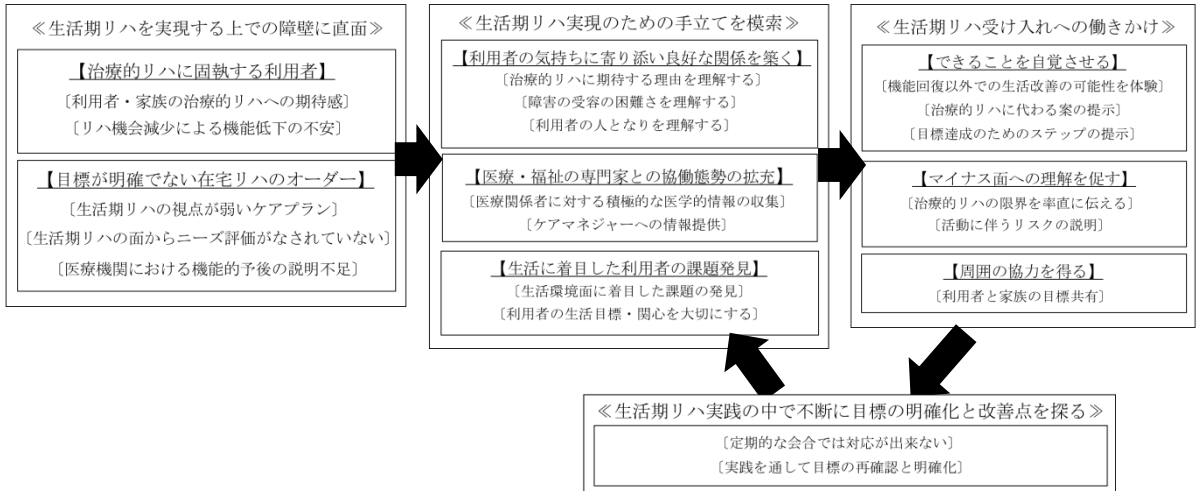 ≪生活期リハを実現する上での障壁に直面≫
【治療的リハに固執する利用者】
〔利用者・家族の治療的リハへの期待感〕
〔リハ機会減少による機能低下の不安〕
【目標が明確でない在宅リハのオーダー】
〔生活期リハの視点が弱いケアプラン〕
〔生活期リハの面からニーズ評価がなされていない〕
〔医療機関における機能的予後の説明不足〕
≪生活期リハ実現のための手立てを模索≫
【利用者の気持ちに寄り添い良好な関係を築く】
〔治療的リハに期待する理由を理解する〕
〔障害の受容の困難さを理解する〕
〔利用者の人となりを理解する〕
【医療・福祉の専門家との協働態勢の拡充】
〔医療関係者に対する積極的な医学的情報の収集〕
〔ケアマネジャーへの情報提供〕
【生活に着目した利用者の課題発見】
〔生活環境面に着目した課題の発見〕
〔利用者の生活目標・関心を大切にする〕
≪生活期リハ受け入れへの働きかけ≫
【できることを自覚させる】
〔機能回復以外での生活改善の可能性を体験〕
〔治療的リハに代わる案の提示〕
〔目標達成のためのステップの提示〕
【マイナス面への理解を促す】
〔治療的リハの限界を率直に伝える〕
〔活動に伴うリスクの説明〕
【周囲の協力を得る】
〔利用者と家族の目標共有〕
≪生活期リハ実践の中で不断に目標の明確化と改善点を探る≫
〔定期的な会合では対応が出来ない〕
〔実践を通して目標の再確認と明確化〕